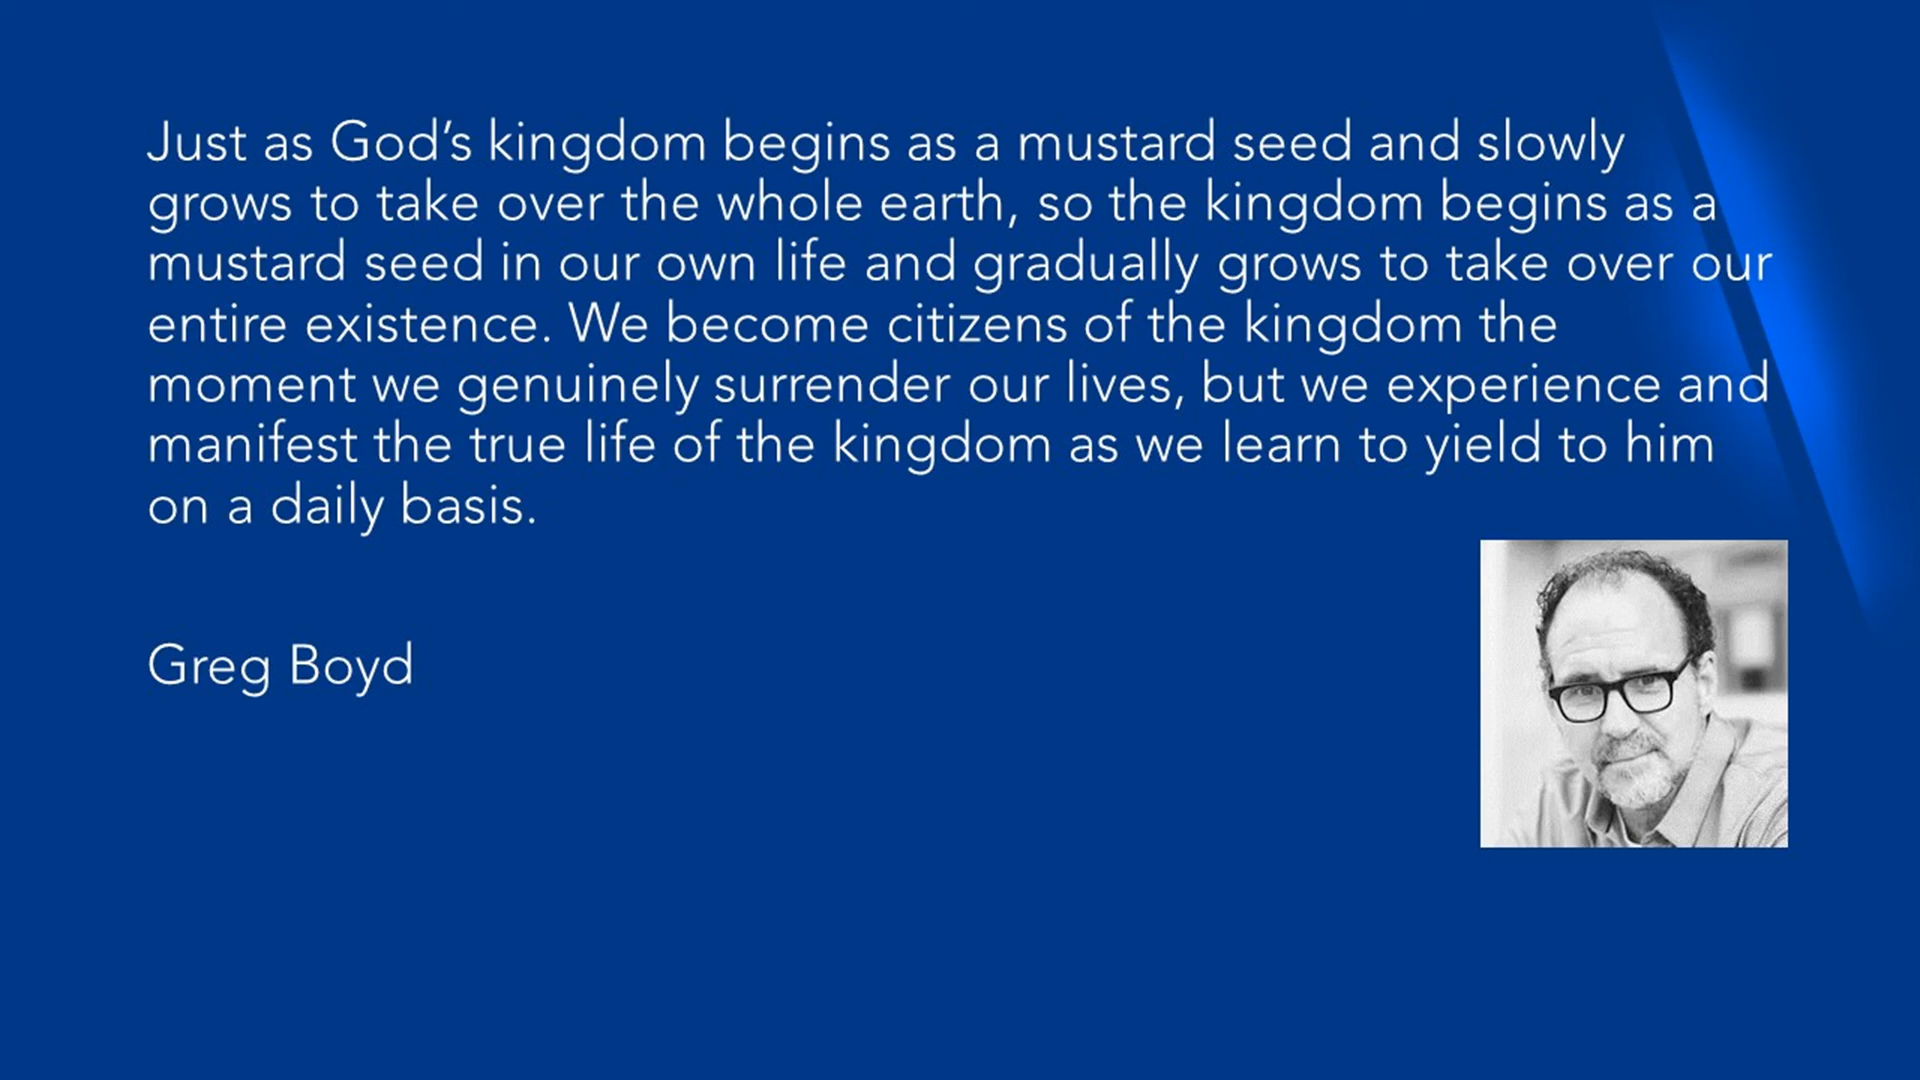 Just as God’s kingdom begins as a mustard seed and slowly
grows to take over the whole earth, so the kingdom begins as a
mustard seed in our own life and gradually grows to take over our
entire existence. We become citizens of the kingdom the
moment we genuinely surrender our lives, but we experience and
manifest the true life of the kingdom as we learn to yield to him
on a daily basis.
Greg Boyd